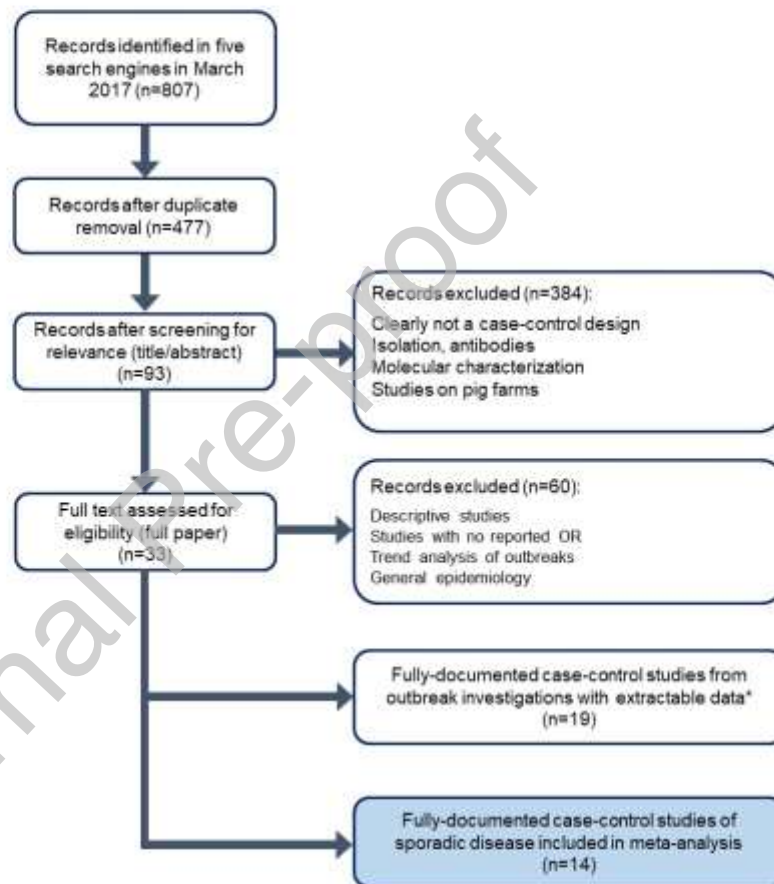 Records identified in five
search engines in March
2017 (n=807)
Records after duplicate
removal (n=477)
Records after screening for
relevance (title/abstract)
(n=93)
Records excluded (n=384):
Clearly not a case-control design
Isolation, antibodies
Molecular characterization
Studies on pig farms
Full text assessed for
eligibility (full paper)
(n=33)
Records excluded (n=60):
Descriptive studies
Studies with no reported OR
Trend analysis of outbreaks
General epidemiology
Fully-documented case-control studies from
outbreak investigations with extractable data*
(n=19)
Fully-documented case-control studies of
sporadic disease included in meta-analysis
(n=14)
nal Pre-proof